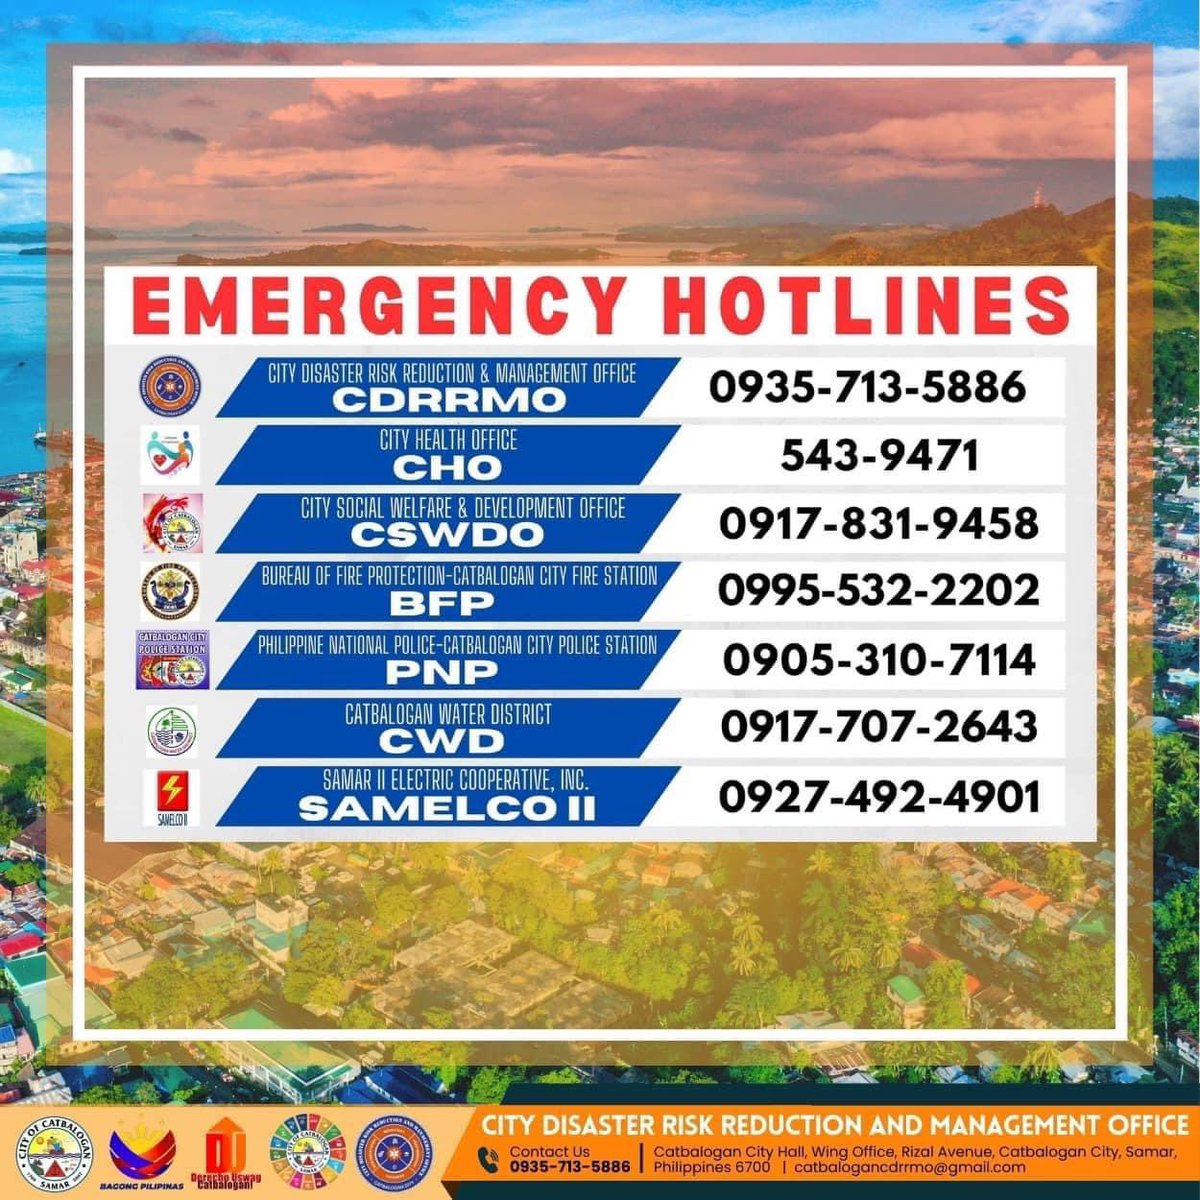 EMERGENCY HOTLINES
CITY DISASTER RISK REDUCTION & MANAGEMENT OFFICE
CDRRMO
0935-713-5886
CITY HEALTH OFFICE
CHO
543-9471
CITY SOCIAL WELFARE & DEVELOPMENT OFFICE
CSWDO
0917-831-9458
BUREAU OF FIRE PROTECTION-CATBALOGAN CITY FIRE STATION
BFP
0995-532-2202
CATBALOGAN CITY
POLICE STATION
PHILIPPINE NATIONAL POLICE-CATBALOGAN CITY POLICE STATION
PNP
0905-310-7114
CATBALOGAN WATER DISTRICT
CWD
0917-707-2643
SAMELCO II
SAMAR II ELECTRIC COOPERATIVE, INC.
SAMELCO II
0927-492-4901
CITY OF CATBALOGAN
SAMAR
BAGONG PILIPINAS
DU
Derecho Uswag
Catbalogan!
CITY OF CATBALOGAN
SAMAR
CITY DISASTER RISK REDUCTION AND MANAGEMENT OFFICE
Contact Us
0935-713-5886
Catbalogan City Hall, Wing Office, Rizal Avenue, Catbalogan City, Samar,
Philippines 6700 | catbalogancdrrmo@gmail.com